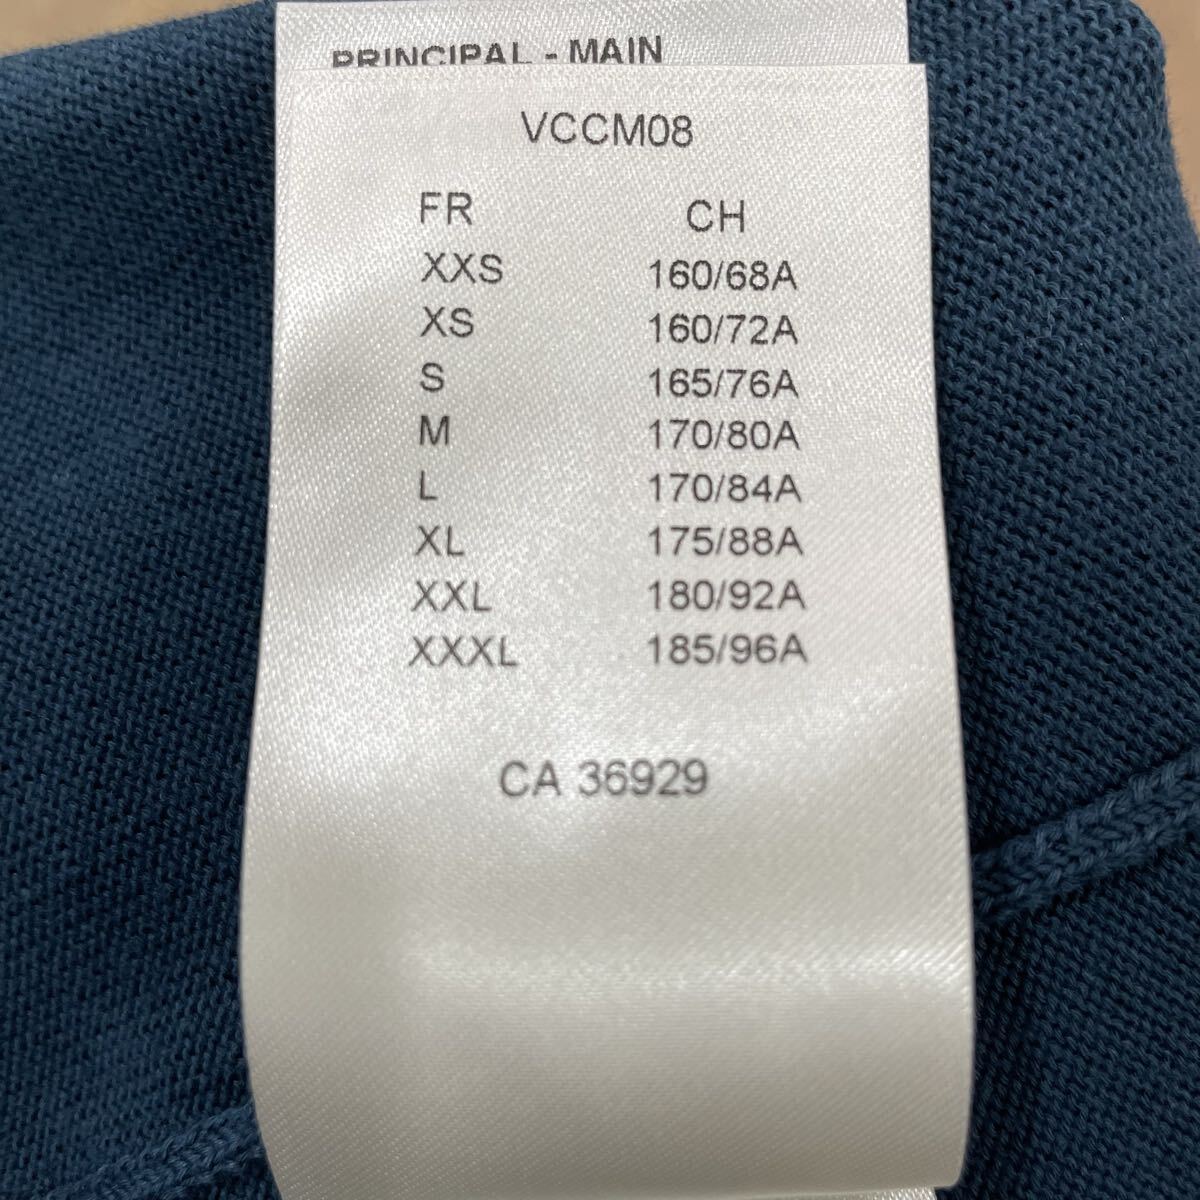 PRINCIPAL - MAIN
VCCM08
FR CH
XXS 160/68A
XS 160/72A
S 165/76A
M 170/80A
L 170/84A
XL 175/88A
XXL 180/92A
XXXL 185/96A
CA 36929